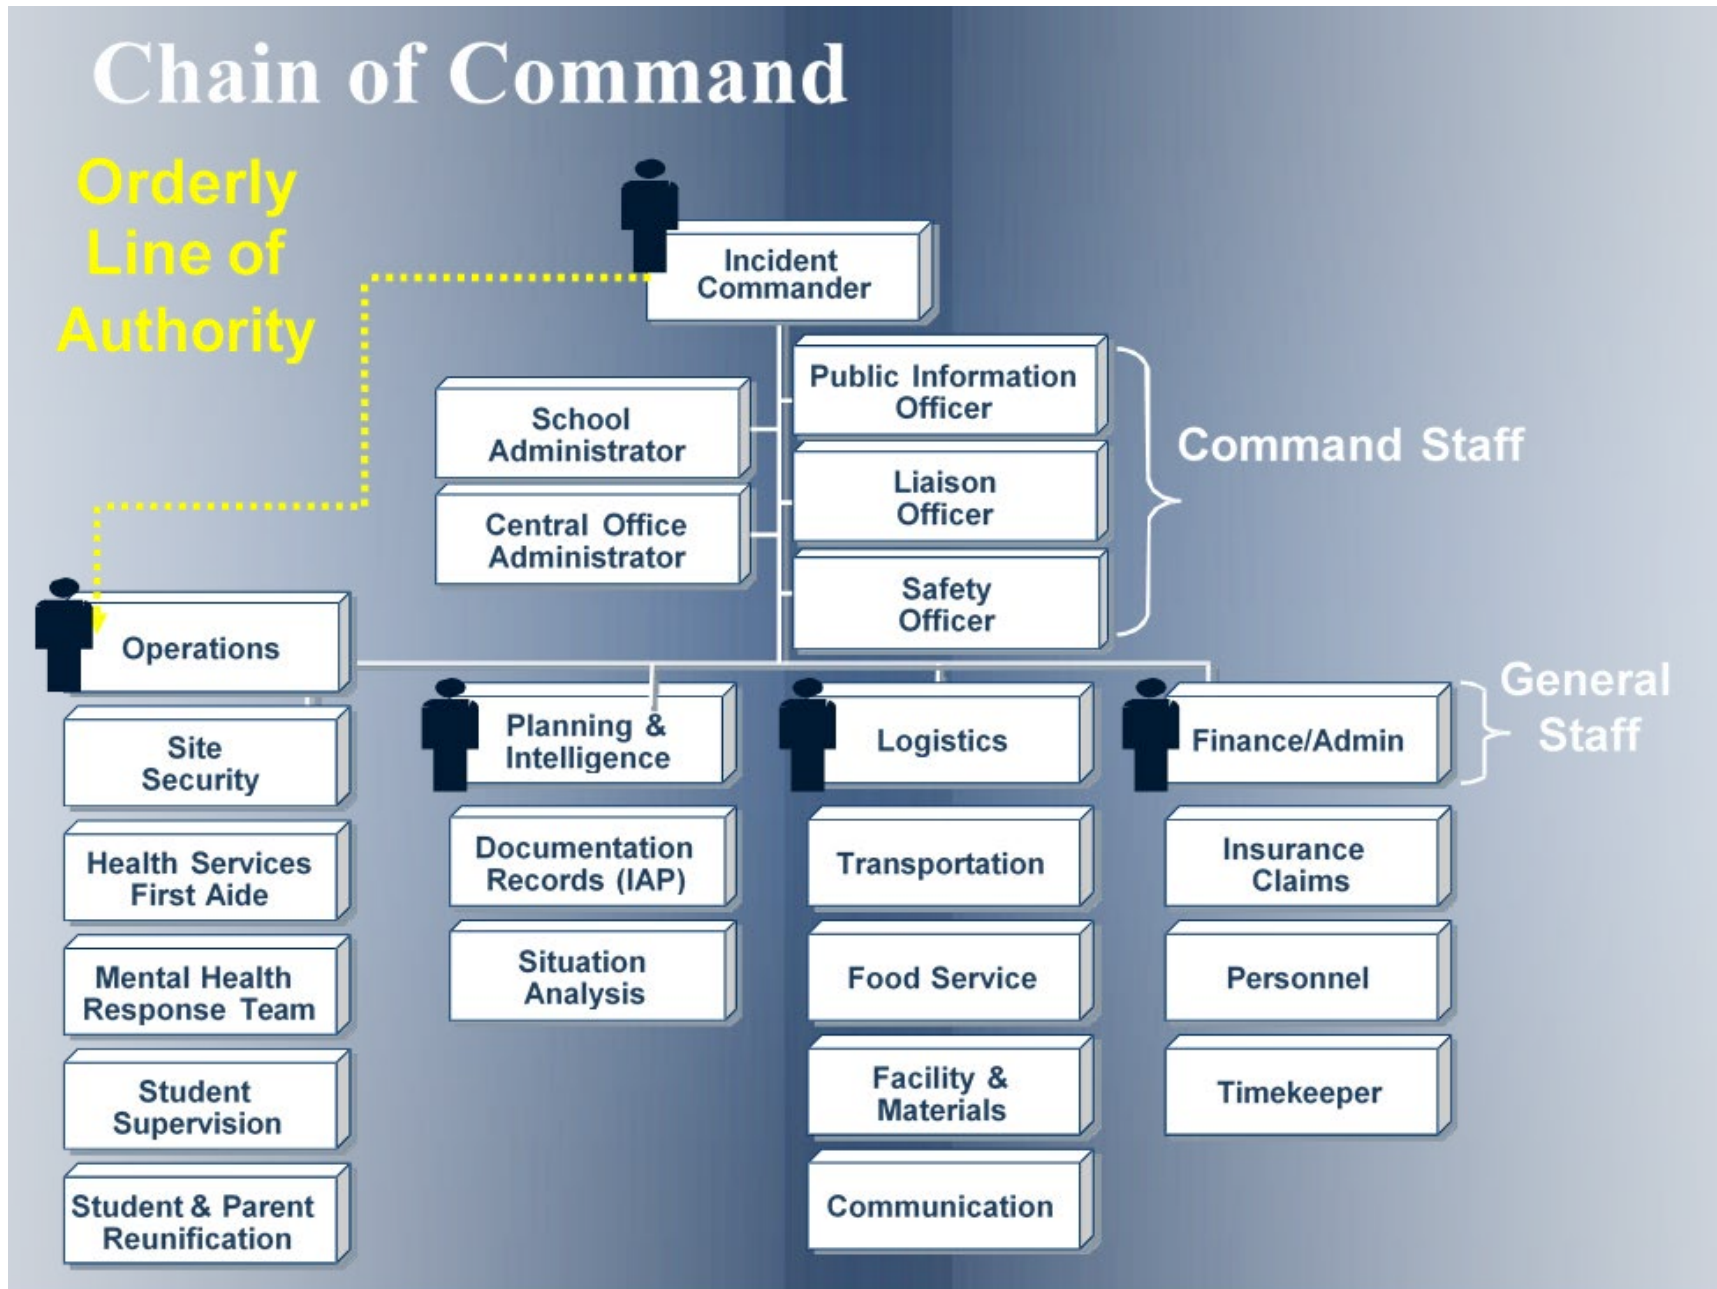 Chain of Command
Orderly
Line of
Authority
Incident
Commander
School
Administrator
Central Office
Administrator
Public Information
Officer
Liaison
Officer
Safety
Officer
Command Staff
General
Staff
Operations
Site
Security
Health Services
First Aide
Mental Health
Response Team
Student
Supervision
Student & Parent
Reunification
Planning &
Intelligence
Documentation
Records (IAP)
Situation
Analysis
Logistics
Transportation
Food Service
Facility &
Materials
Communication
Finance/Admin
Insurance
Claims
Personnel
Timekeeper